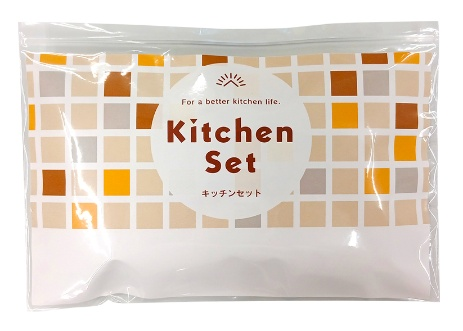 For a better kitchen life.
Kitchen
Set
キッチンセット